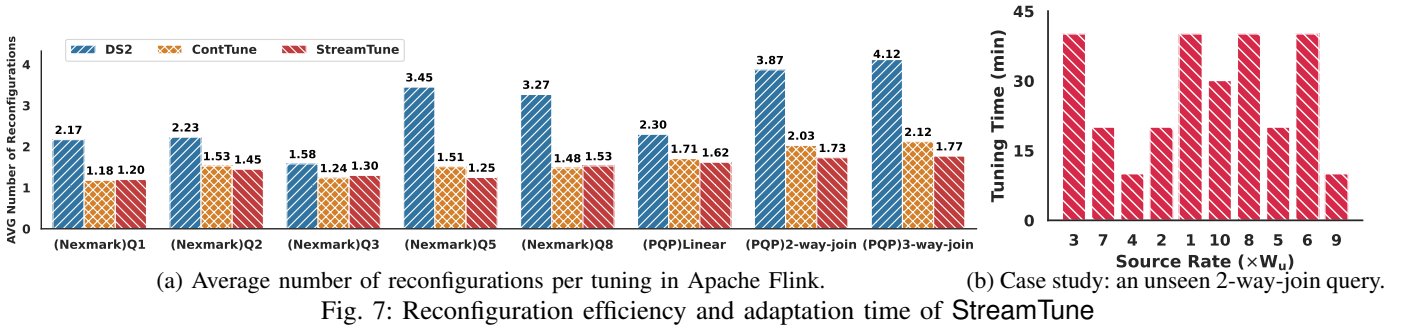 AVG Number of Reconfigurations
4
3
2
1
0
DS2 ContTune StreamTune
2.17 1.18 1.20
2.23 1.53 1.45
1.58 1.24 1.30
3.45 1.51 1.25
3.27 1.48 1.53
2.30 1.71 1.62
3.87 2.03 1.73
4.12 2.12 1.77
(Nexmark)Q1 (Nexmark)Q2 (Nexmark)Q3 (Nexmark)Q5 (Nexmark)Q8 (PQP)Linear (PQP)2-way-join (PQP)3-way-join
(a) Average number of reconfigurations per tuning in Apache Flink.
Tuning Time (min)
45
30
15
0
3 7 4 2 1 10 8 5 6 9
Source Rate (×Wu)
(b) Case study: an unseen 2-way-join query.
Fig. 7: Reconfiguration efficiency and adaptation time of StreamTune